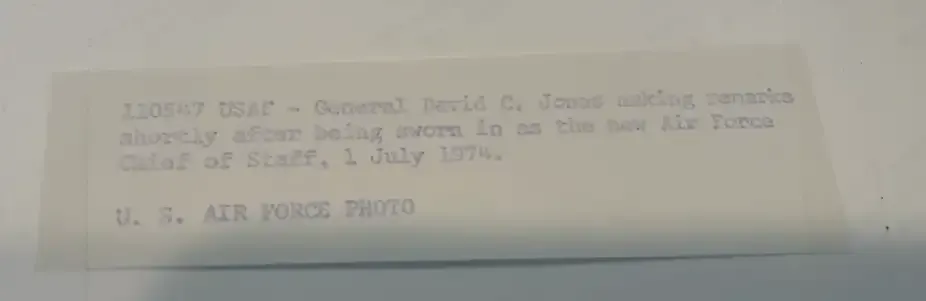 110547 USAF - General David C. Jones making remarks
shortly after being sworn in as the new Air Force
Chief of Staff, 1 July 1974.
U. S. AIR FORCE PHOTO